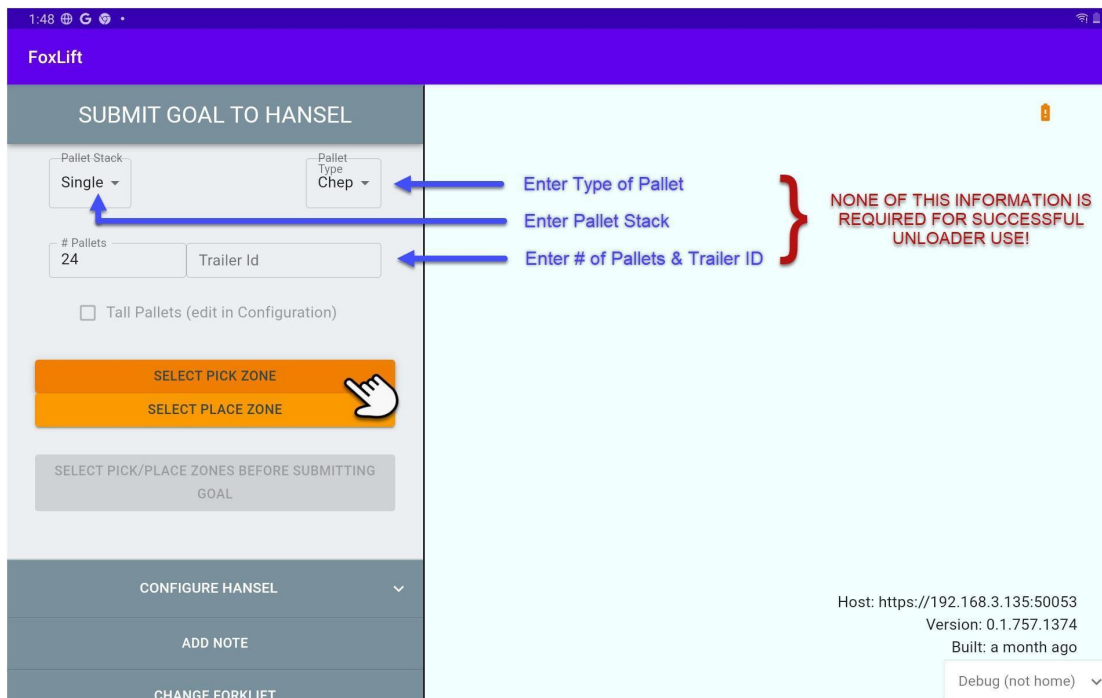 1:48 G
FoxLift
SUBMIT GOAL TO HANSEL
Pallet Stack
Single
Pallet
Type
Chep
Enter Type of Pallet
Enter Pallet Stack
# Pallets
24
Trailer Id
Enter # of Pallets & Trailer ID
NONE OF THIS INFORMATION IS
REQUIRED FOR SUCCESSFUL
UNLOADER USE!
Tall Pallets (edit in Configuration)
SELECT PICK ZONE
SELECT PLACE ZONE
SELECT PICK/PLACE ZONES BEFORE SUBMITTING
GOAL
CONFIGURE HANSEL
ADD NOTE
CHANGE FORKLIFT
Host: https://192.168.3.135:50053
Version: 0.1.757.1374
Built: a month ago
Debug (not home)